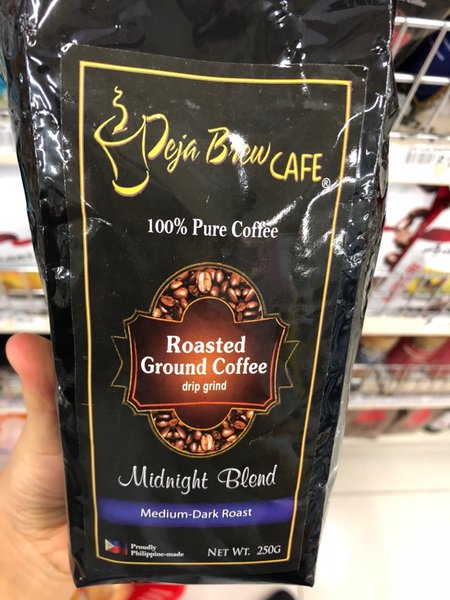 Deja Brew CAFE ®
100% Pure Coffee
Roasted
Ground Coffee
drip grind
Midnight Blend
Medium-Dark Roast
Proudly
Philippine-made
NET WT. 250G